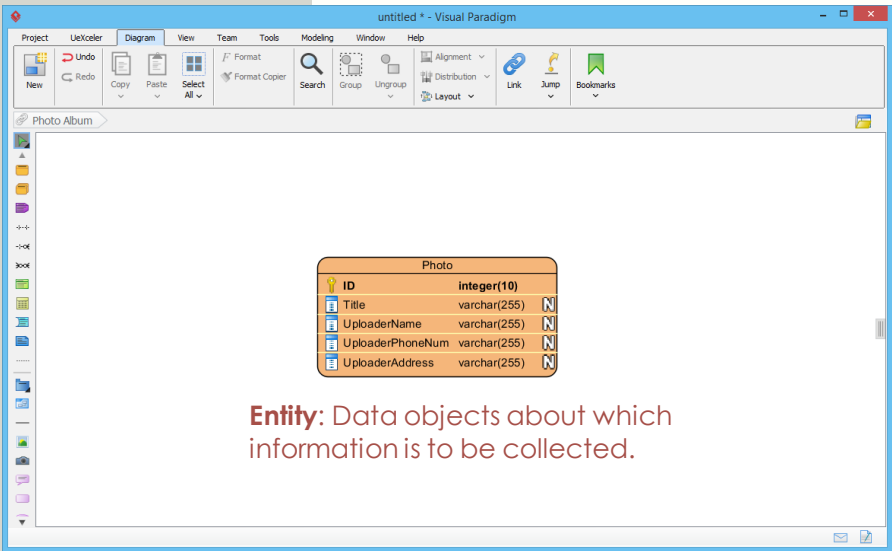 untitled * - Visual Paradigm
Project UeXceler Diagram View Team Tools Modeling Window Help
New
Undo
Redo
Copy
Paste
Select
All
Format
Format Copier
Search
Group
Ungroup
Alignment
Distribution
Layout
Link
Jump
Bookmarks
Photo Album
Photo
ID integer(10)
Title varchar(255) N
UploaderName varchar(255) N
UploaderPhoneNum varchar(255) N
UploaderAddress varchar(255) N
Entity: Data objects about which
information is to be collected.